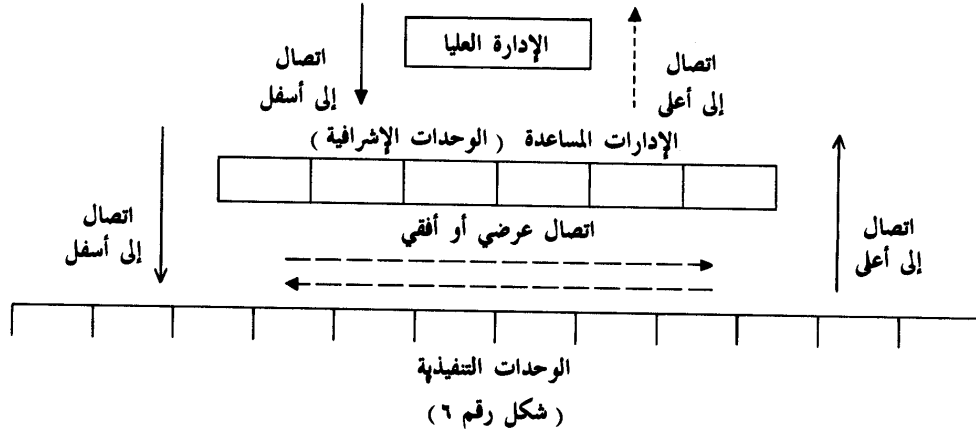 الإدارة العليا
اتصال
إلى أعلى
اتصال
إلى أسفل
الإدارات المساعدة ( الوحدات الإشرافية )
اتصال
إلى أعلى
اتصال عرضي أو أفقي
اتصال
إلى أسفل
الوحدات التنفيذية
( شكل رقم ٦ )